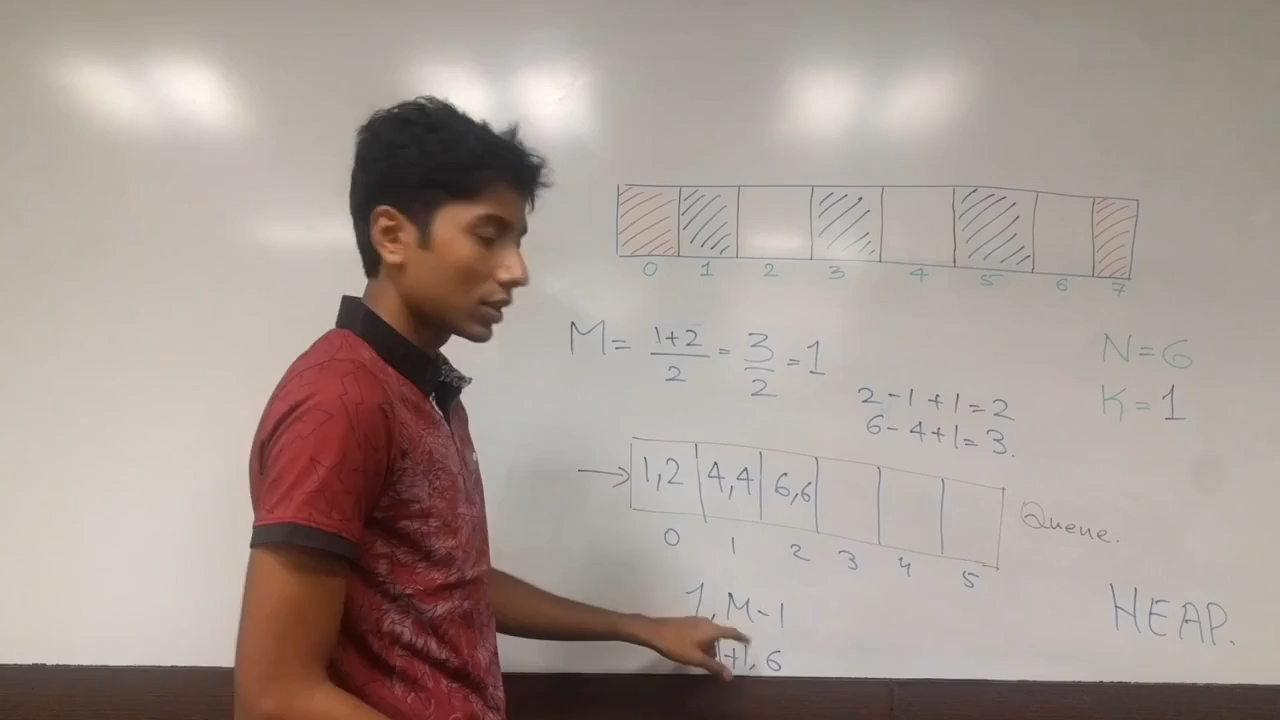 0 1 2 3 4 5 6 7
M = 1+2/2 = 3/2 = 1
N=6
K=1
2-1+1=2
6-4+1=3.
1,2 4,4 6,6
Queue.
0 1 2 3 4 5
1, M-1
+1, 6
HEAP.